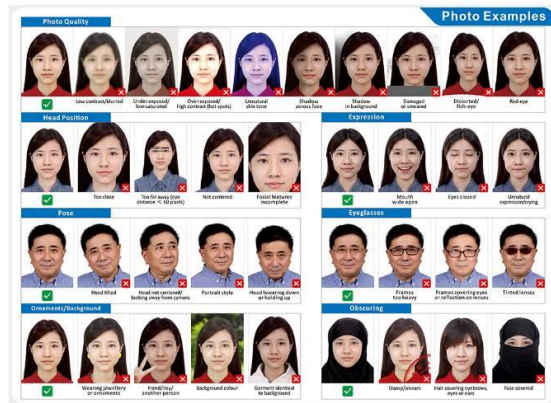 Photo Examples
Photo Quality
Low contrast/blurred
Under-exposed/
low-saturated
Over-exposed/
high contrast (hot spots)
Unnatural
skin tone
Shadow
across face
Shadow
in background
Damaged
or smeared
Distorted/
fish-eye
Red-eye
Head Position
Too close
Too far away (eye
distance < 60 pixels)
Not centered
Facial features
incomplete
Expression
Mouth
wide open
Eyes closed
Unnatural
expression/crying
Pose
Head tilted
Head not centered/
looking away from camera
Portrait style
Head lowering down
or holding up
Eyeglasses
Frames
too heavy
Frames covering eyes
or reflection on lenses
Tinted lenses
Ornaments/Background
Wearing jewellery
or ornaments
Hand/toy/
another person
Background colour
Garment identical
to background
Obscuring
Stamp/smears
Hair covering eyebrows,
eyes or ears
Face covered